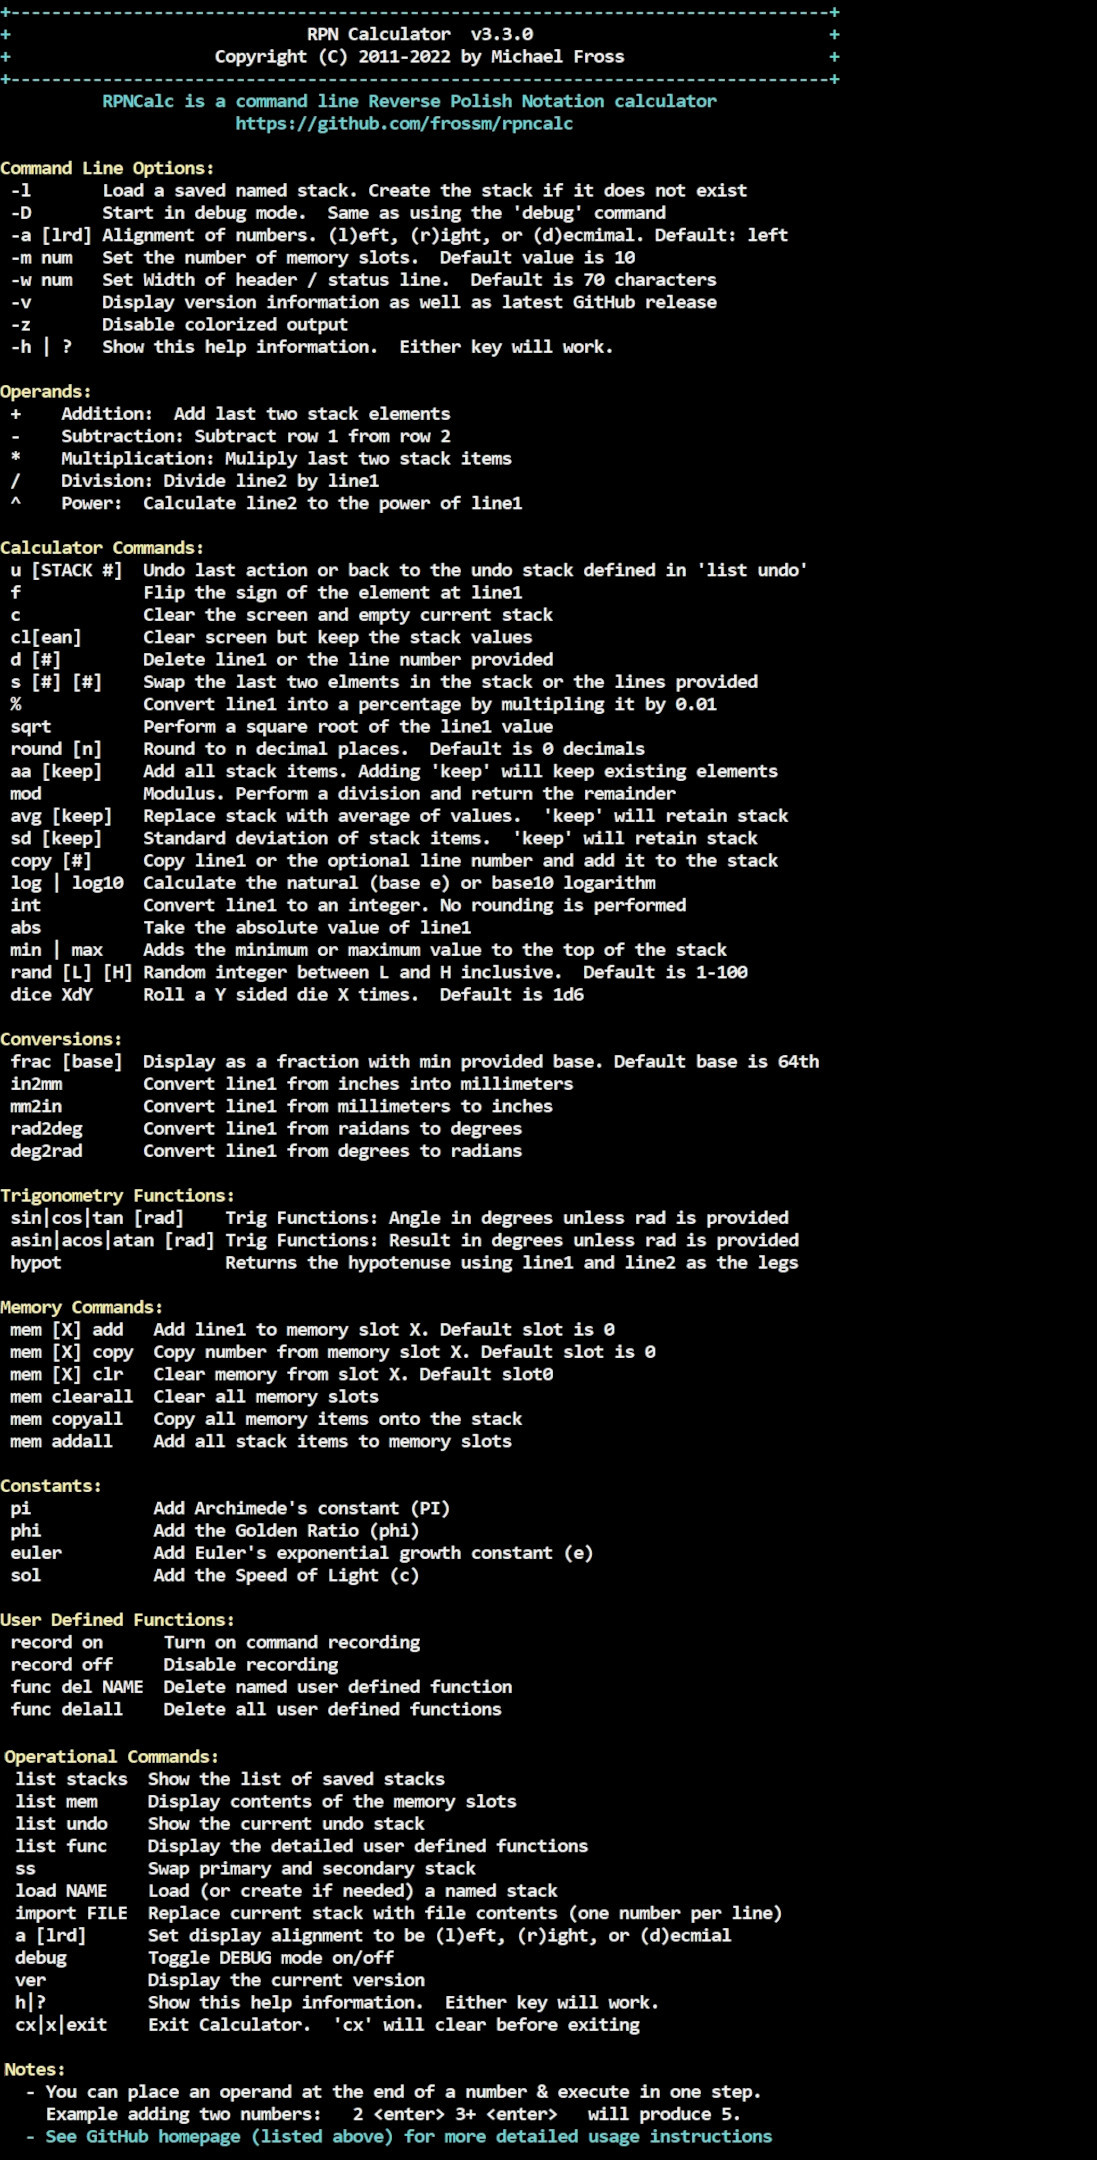 +--------------------------------------------------------------------------------+
+                             RPN Calculator  v3.3.0                             +
+                    Copyright (C) 2011-2022 by Michael Fross                    +
+--------------------------------------------------------------------------------+
          RPNCalc is a command line Reverse Polish Notation calculator
                       https://github.com/frossm/rpncalc

Command Line Options:
 -l       Load a saved named stack. Create the stack if it does not exist
 -D       Start in debug mode.  Same as using the 'debug' command
 -a [lrd] Alignment of numbers. (l)eft, (r)ight, or (d)ecmimal. Default: left
 -m num   Set the number of memory slots.  Default value is 10
 -w num   Set Width of header / status line.  Default is 70 characters
 -v       Display version information as well as latest GitHub release
 -z       Disable colorized output
 -h | ?   Show this help information.  Either key will work.

Operands:
 +    Addition:  Add last two stack elements
 -    Subtraction: Subtract row 1 from row 2
 *    Multiplication: Muliply last two stack items
 /    Division: Divide line2 by line1
 ^    Power:  Calculate line2 to the power of line1

Calculator Commands:
 u [STACK #]  Undo last action or back to the undo stack defined in 'list undo'
 f            Flip the sign of the element at line1
 c            Clear the screen and empty current stack
 cl[ean]      Clear screen but keep the stack values
 d [#]        Delete line1 or the line number provided
 s [#] [#]    Swap the last two elments in the stack or the lines provided
 %            Convert line1 into a percentage by multipling it by 0.01
 sqrt         Perform a square root of the line1 value
 round [n]    Round to n decimal places.  Default is 0 decimals
 aa [keep]    Add all stack items. Adding 'keep' will keep existing elements
 mod          Modulus. Perform a division and return the remainder
 avg [keep]   Replace stack with average of values.  'keep' will retain stack
 sd [keep]    Standard deviation of stack items.  'keep' will retain stack
 copy [#]     Copy line1 or the optional line number and add it to the stack
 log | log10  Calculate the natural (base e) or base10 logarithm
 int          Convert line1 to an integer. No rounding is performed
 abs          Take the absolute value of line1
 min | max    Adds the minimum or maximum value to the top of the stack
 rand [L] [H] Random integer between L and H inclusive.  Default is 1-100
 dice XdY     Roll a Y sided die X times.  Default is 1d6

Conversions:
 frac [base]  Display as a fraction with min provided base. Default base is 64th
 in2mm        Convert line1 from inches into millimeters
 mm2in        Convert line1 from millimeters to inches
 rad2deg      Convert line1 from raidans to degrees
 deg2rad      Convert line1 from degrees to radians

Trigonometry Functions:
 sin|cos|tan [rad]    Trig Functions: Angle in degrees unless rad is provided
 asin|acos|atan [rad] Trig Functions: Result in degrees unless rad is provided
 hypot                Returns the hypotenuse using line1 and line2 as the legs

Memory Commands:
 mem [X] add   Add line1 to memory slot X. Default slot is 0
 mem [X] copy  Copy number from memory slot X. Default slot is 0
 mem [X] clr   Clear memory from slot X. Default slot0
 mem clearall  Clear all memory slots
 mem copyall   Copy all memory items onto the stack
 mem addall    Add all stack items to memory slots

Constants:
 pi            Add Archimede's constant (PI)
 phi           Add the Golden Ratio (phi)
 euler         Add Euler's exponential growth constant (e)
 sol           Add the Speed of Light (c)

User Defined Functions:
 record on      Turn on command recording
 record off     Disable recording
 func del NAME  Delete named user defined function
 func delall    Delete all user defined functions

Operational Commands:
 list stacks  Show the list of saved stacks
 list mem     Display contents of the memory slots
 list undo    Show the current undo stack
 list func    Display the detailed user defined functions
 ss           Swap primary and secondary stack
 load NAME    Load (or create if needed) a named stack
 import FILE  Replace current stack with file contents (one number per line)
 a [lrd]      Set display alignment to be (l)eft, (r)ight, or (d)ecmial
 debug        Toggle DEBUG mode on/off
 ver          Display the current version
 h|?          Show this help information.  Either key will work.
 cx|x|exit    Exit Calculator.  'cx' will clear before exiting

Notes:
  - You can place an operand at the end of a number & execute in one step.
    Example adding two numbers:   2 <enter> 3+ <enter>   will produce 5.
  - See GitHub homepage (listed above) for more detailed usage instructions